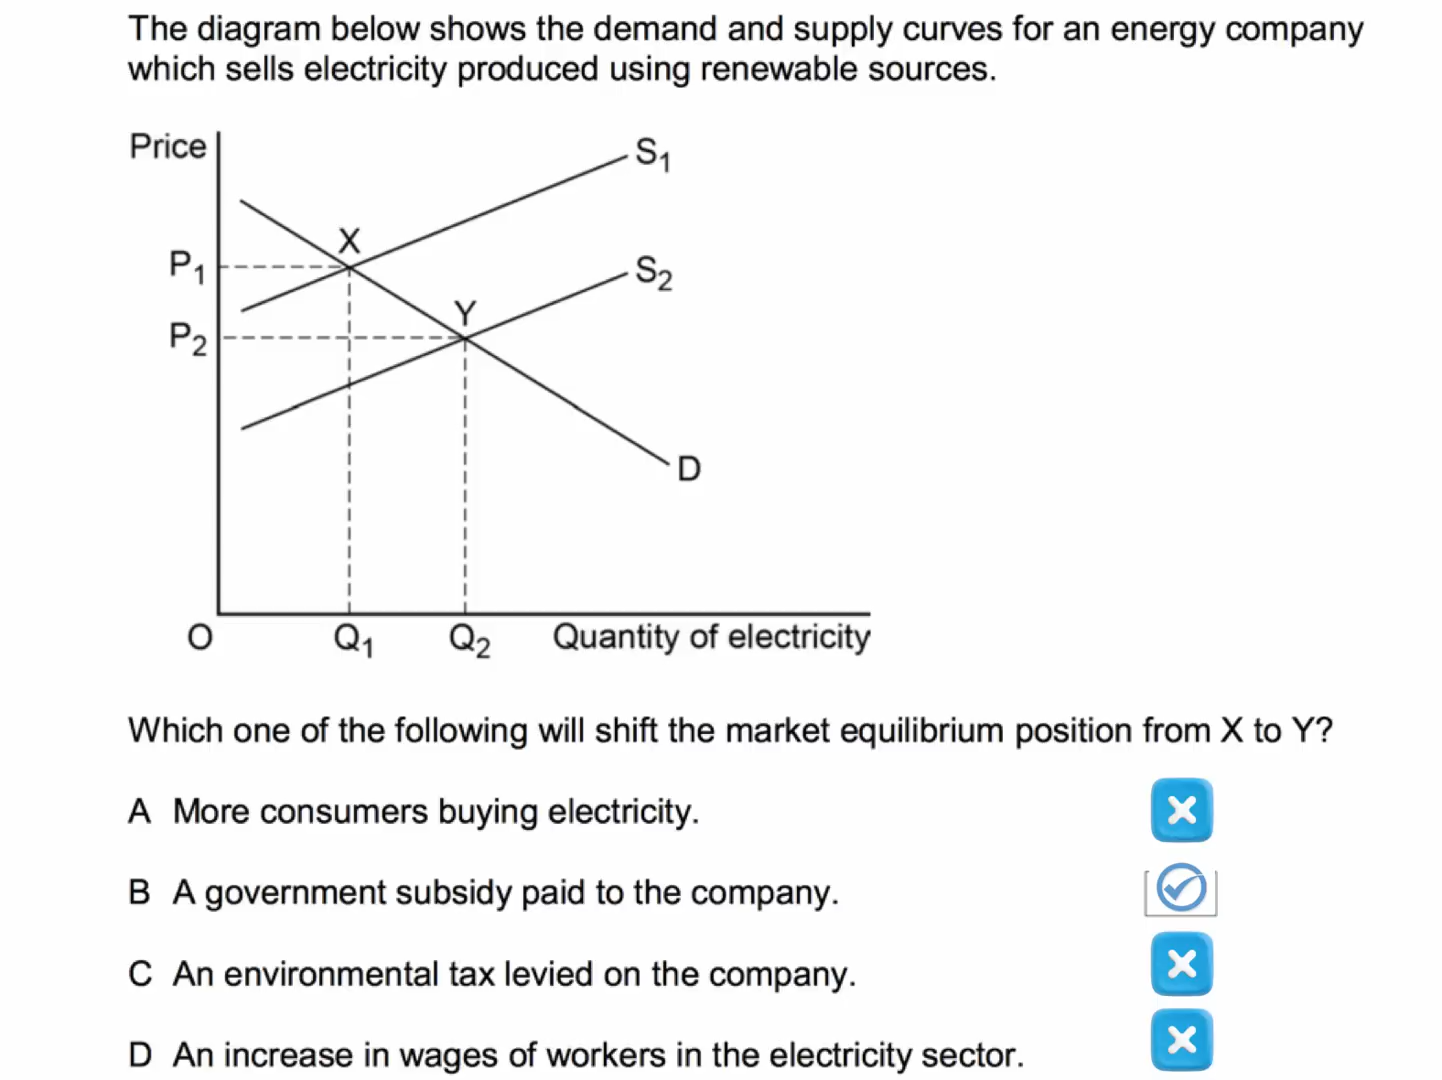 The diagram below shows the demand and supply curves for an energy company
which sells electricity produced using renewable sources.
Price
S₁
X
P₁
S₂
Y
P₂
D
O
Q₁
Q₂
Quantity of electricity
Which one of the following will shift the market equilibrium position from X to Y?
A More consumers buying electricity.
B A government subsidy paid to the company.
C An environmental tax levied on the company.
D An increase in wages of workers in the electricity sector.